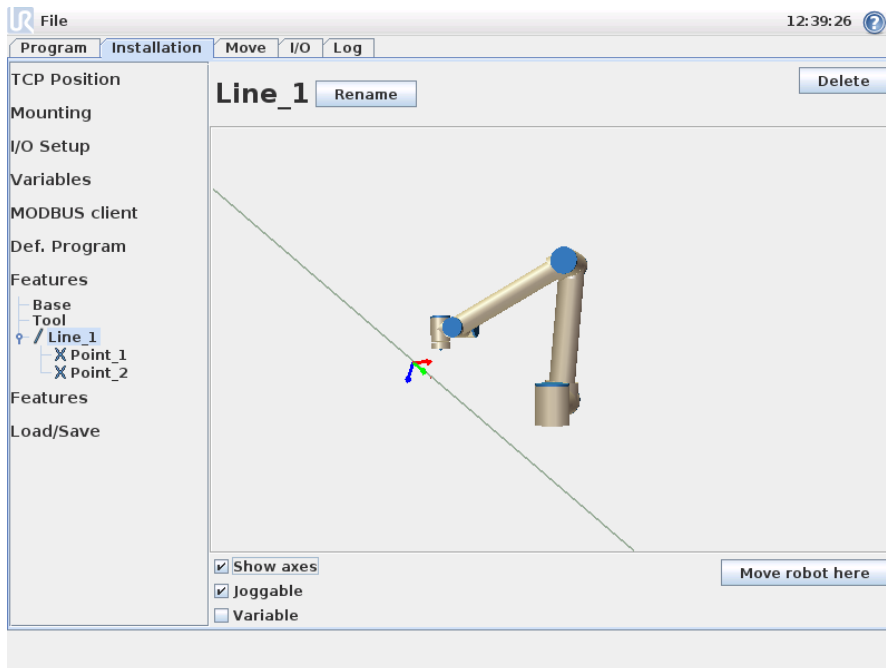 UR File 12:39:26 ?
Program Installation Move I/O Log
TCP Position
Mounting
I/O Setup
Variables
MODBUS client
Def. Program
Features
Base
Tool
Line_1
Point_1
Point_2
Features
Load/Save
Line_1 Rename Delete
Show axes
Joggable
Variable
Move robot here